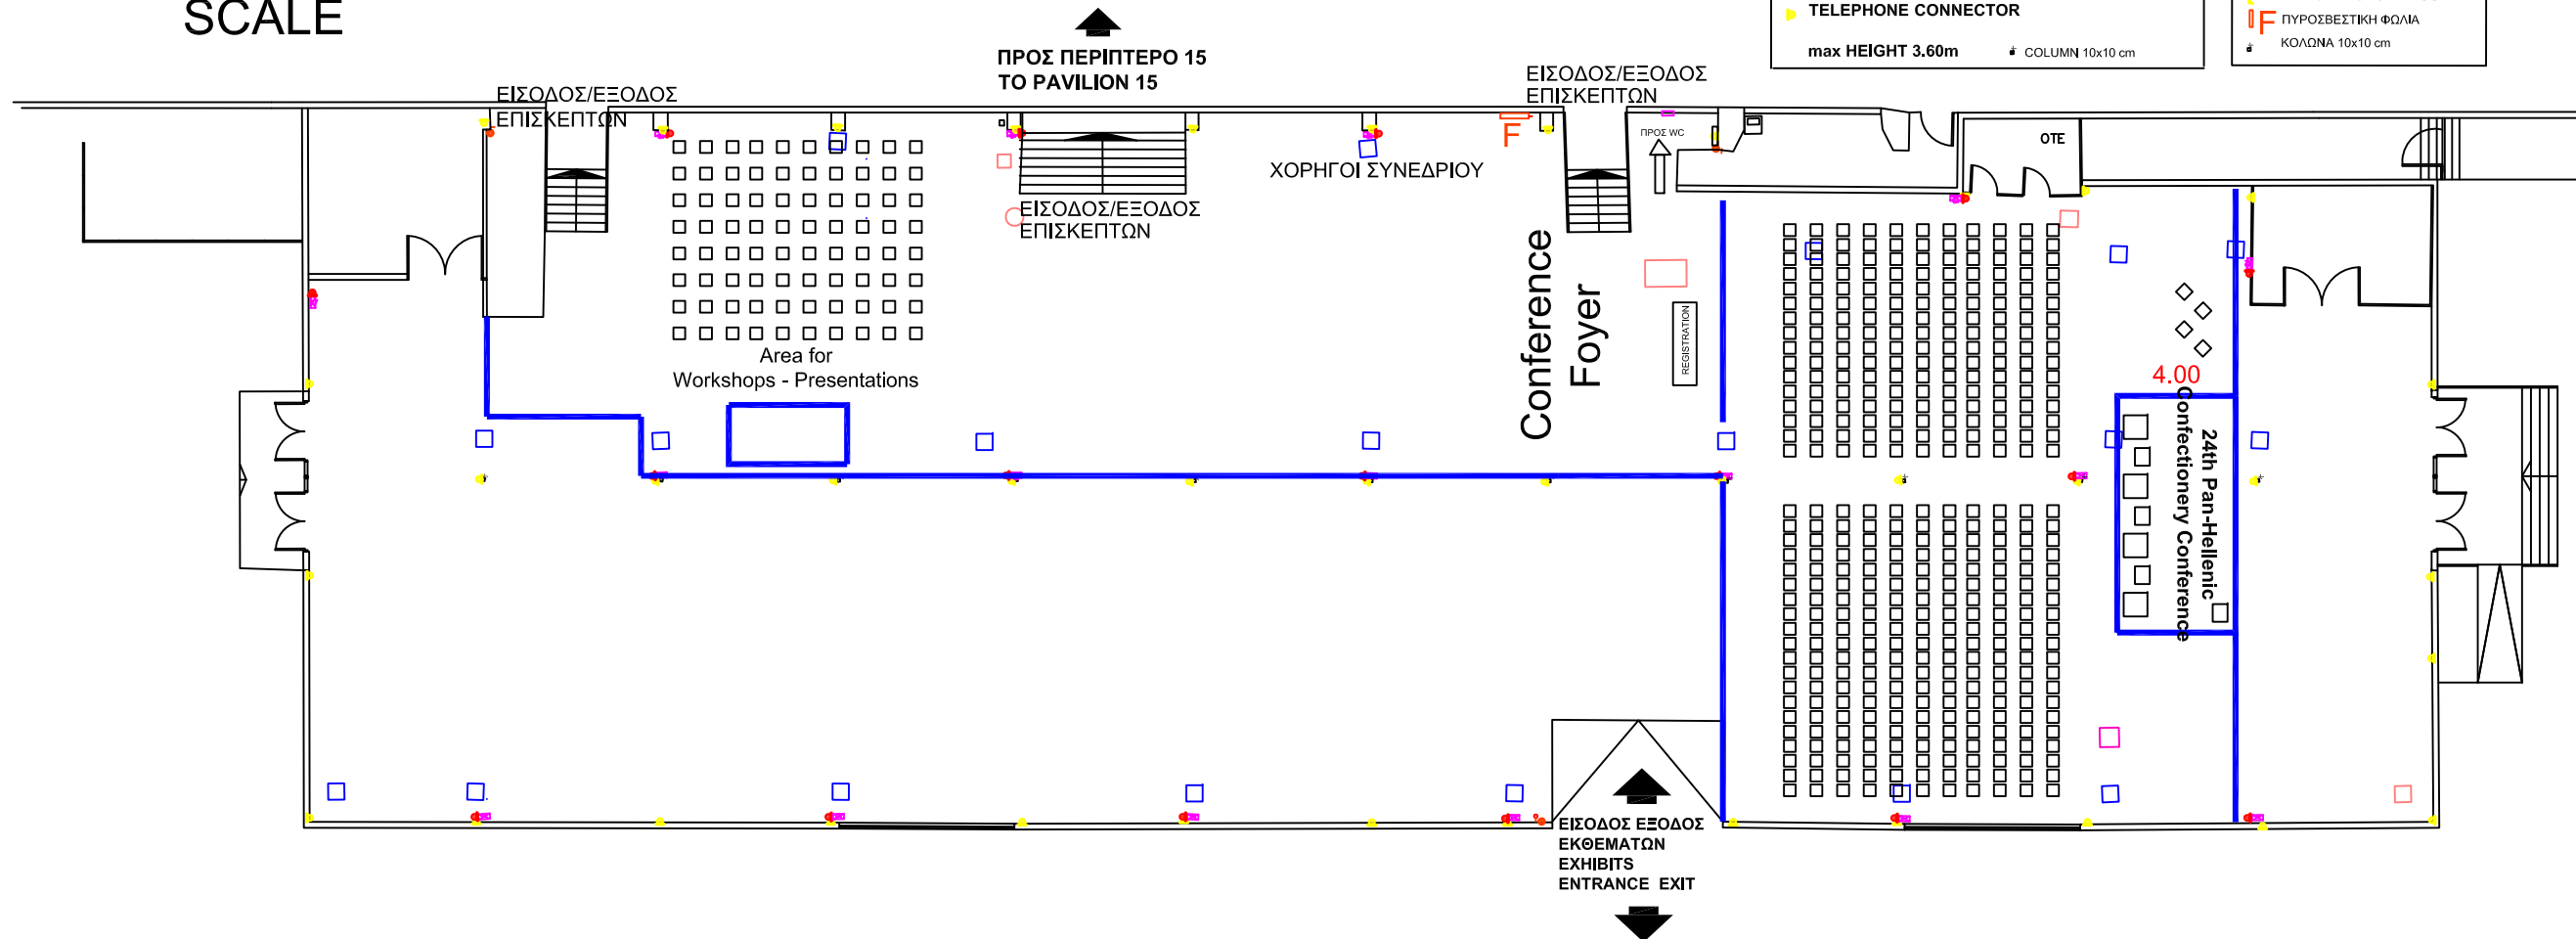 SCALE
ΠΡΟΣ ΠΕΡΙΠΤΕΡΟ 15
TO PAVILION 15
TELEPHONE CONNECTOR
max HEIGHT 3.60m
COLUMN 10x10 cm
F ΠΥΡΟΣΒΕΣΤΙΚΗ ΦΩΛΙΑ
ΚΟΛΩΝΑ 10x10 cm
ΕΙΣΟΔΟΣ/ΕΞΟΔΟΣ
ΕΠΙΣΚΕΠΤΩΝ
ΕΙΣΟΔΟΣ/ΕΞΟΔΟΣ
ΕΠΙΣΚΕΠΤΩΝ
F
ΧΟΡΗΓΟΙ ΣΥΝΕΔΡΙΟΥ
ΠΡΟΣ WC
ΟΤΕ
ΕΙΣΟΔΟΣ/ΕΞΟΔΟΣ
ΕΠΙΣΚΕΠΤΩΝ
Conference
Foyer
REGISTRATION
Area for
Workshops - Presentations
4.00
24th Pan-Hellenic
Confectionery Conference
ΕΙΣΟΔΟΣ ΕΞΟΔΟΣ
ΕΚΘΕΜΑΤΩΝ
EXHIBITS
ENTRANCE EXIT